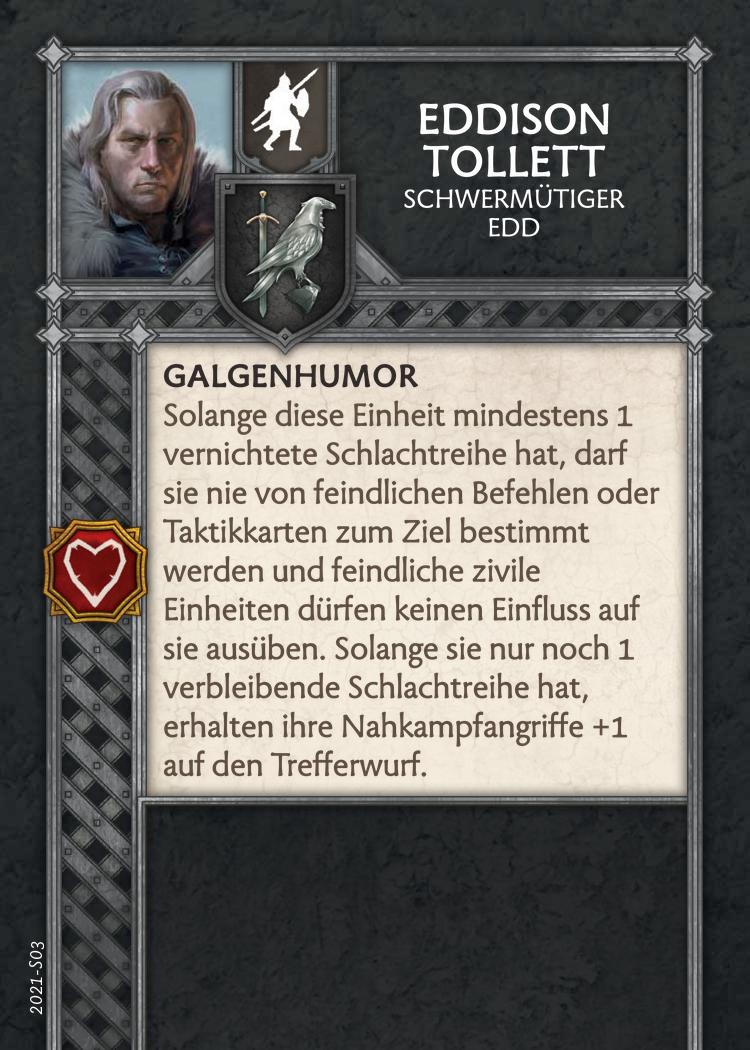 EDDISON
TOLLETT
SCHWERMÜTIGER
EDD
GALGENHUMOR
Solange diese Einheit mindestens 1
vernichtete Schlachtreihe hat, darf
sie nie von feindlichen Befehlen oder
Taktikkarten zum Ziel bestimmt
werden und feindliche zivile
Einheiten dürfen keinen Einfluss auf
sie ausüben. Solange sie nur noch 1
verbleibende Schlachtreihe hat,
erhalten ihre Nahkampfangriffe +1
auf den Trefferwurf.
2021-S03